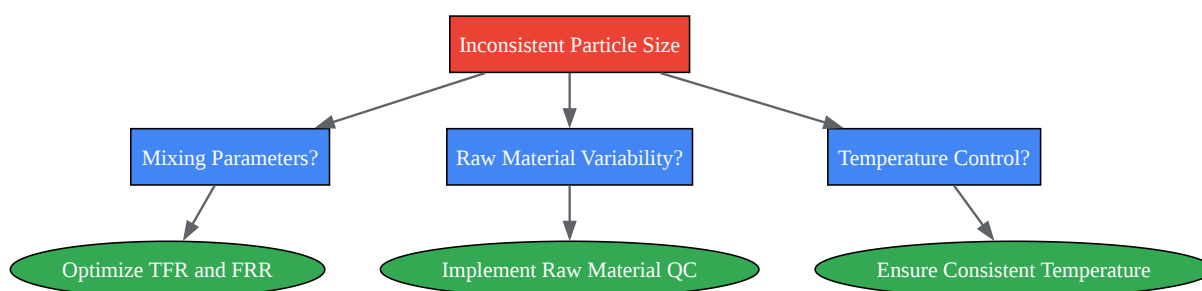 Inconsistent Particle Size
Mixing Parameters?
Raw Material Variability?
Temperature Control?
Optimize TFR and FRR
Implement Raw Material QC
Ensure Consistent Temperature